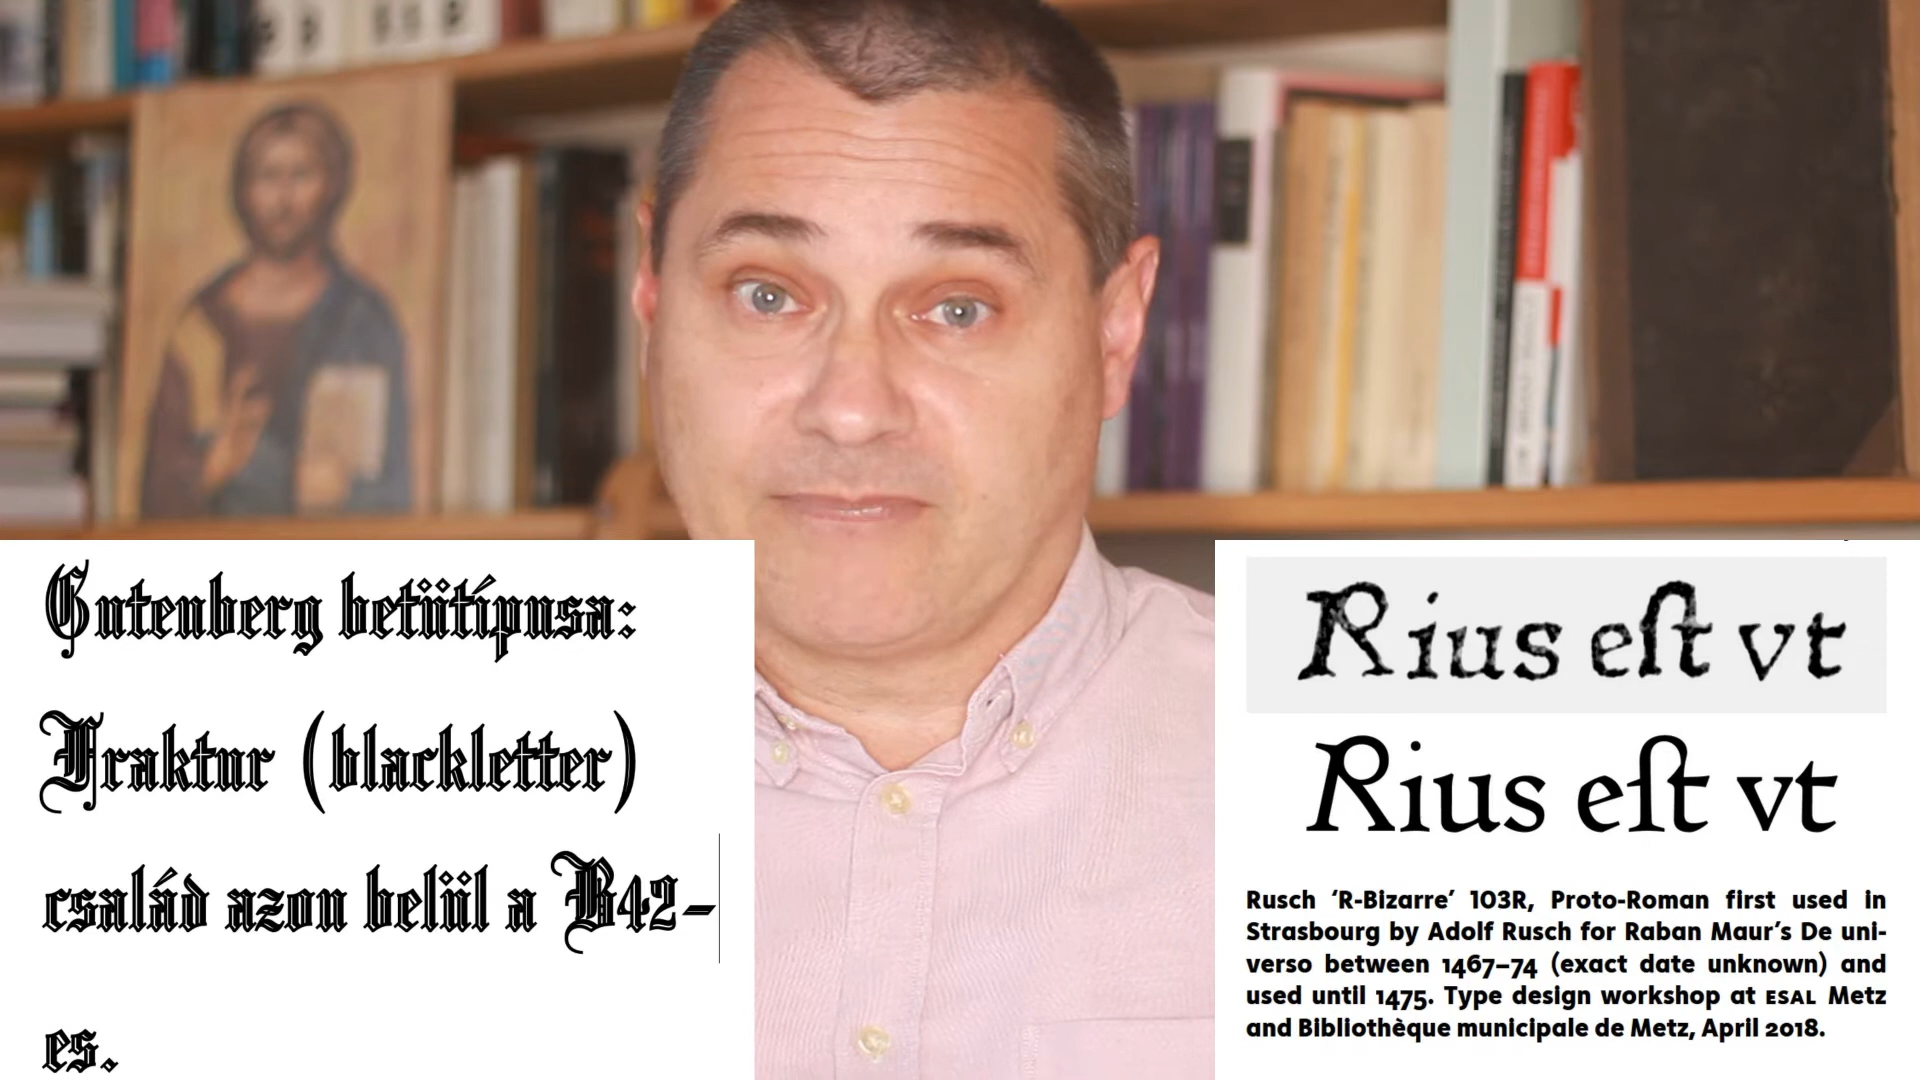 Gutenberg betütípusa:
Fraktur (blackletter)
család azon belül a B42-
es.
Rius eſt vt
Rius eſt vt
Rusch ‘R-Bizarre’ 103R, Proto-Roman first used in
Strasbourg by Adolf Rusch for Raban Maur’s De uni-
verso between 1467–74 (exact date unknown) and
used until 1475. Type design workshop at ESAL Metz
and Bibliothèque municipale de Metz, April 2018.